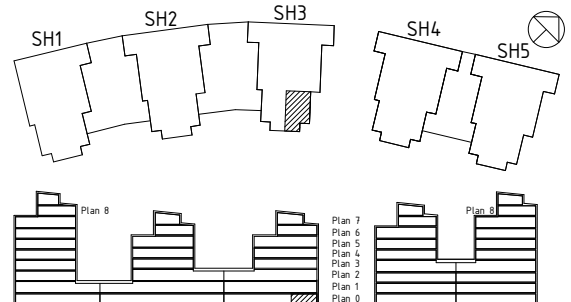 SH1
SH2
SH3
SH4
SH5
Plan 8
Plan 8
Plan 7
Plan 6
Plan 5
Plan 4
Plan 3
Plan 2
Plan 1
Plan 0